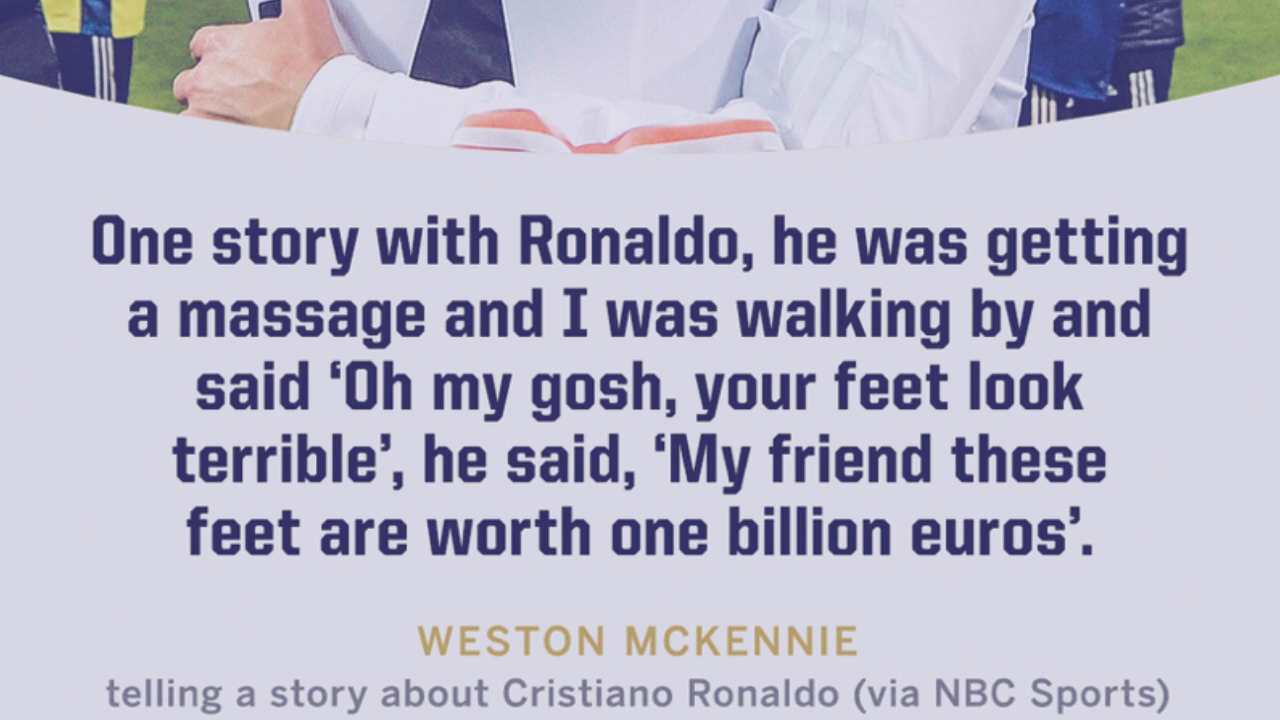 One story with Ronaldo, he was getting
a massage and I was walking by and
said ‘Oh my gosh, your feet look
terrible’, he said, ‘My friend these
feet are worth one billion euros’.
WESTON MCKENNIE
telling a story about Cristiano Ronaldo (via NBC Sports)